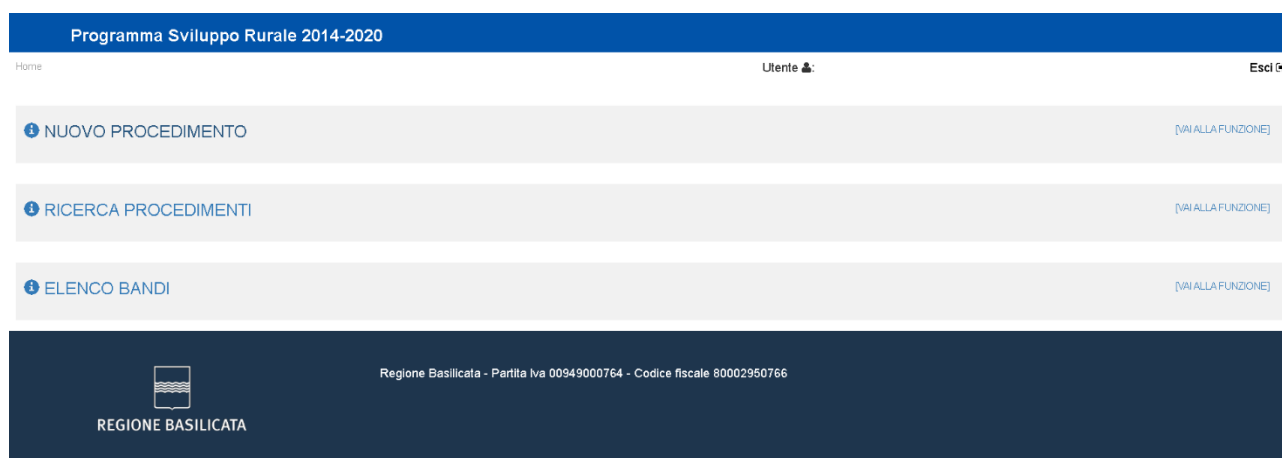 Programma Sviluppo Rurale 2014-2020
Home Utente : Esci
NUOVO PROCEDIMENTO [VAI ALLA FUNZIONE]
RICERCA PROCEDIMENTI [VAI ALLA FUNZIONE]
ELENCO BANDI [VAI ALLA FUNZIONE]
Regione Basilicata - Partita Iva 00949000764 - Codice fiscale 80002950766
REGIONE BASILICATA